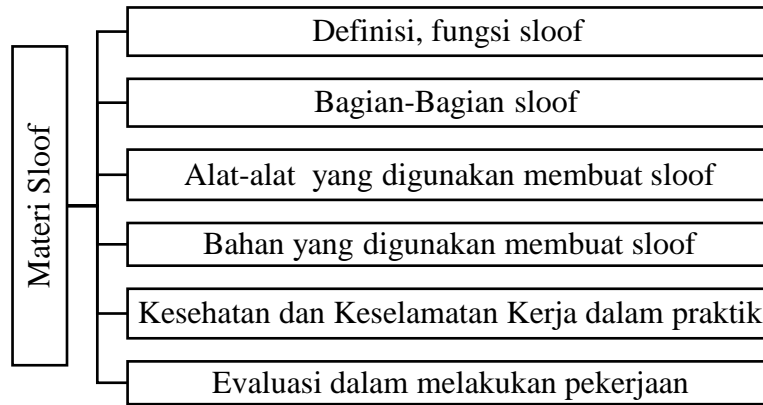 Materi Sloof
Definisi, fungsi sloof
Bagian-Bagian sloof
Alat-alat yang digunakan membuat sloof
Bahan yang digunakan membuat sloof
Kesehatan dan Keselamatan Kerja dalam praktik
Evaluasi dalam melakukan pekerjaan